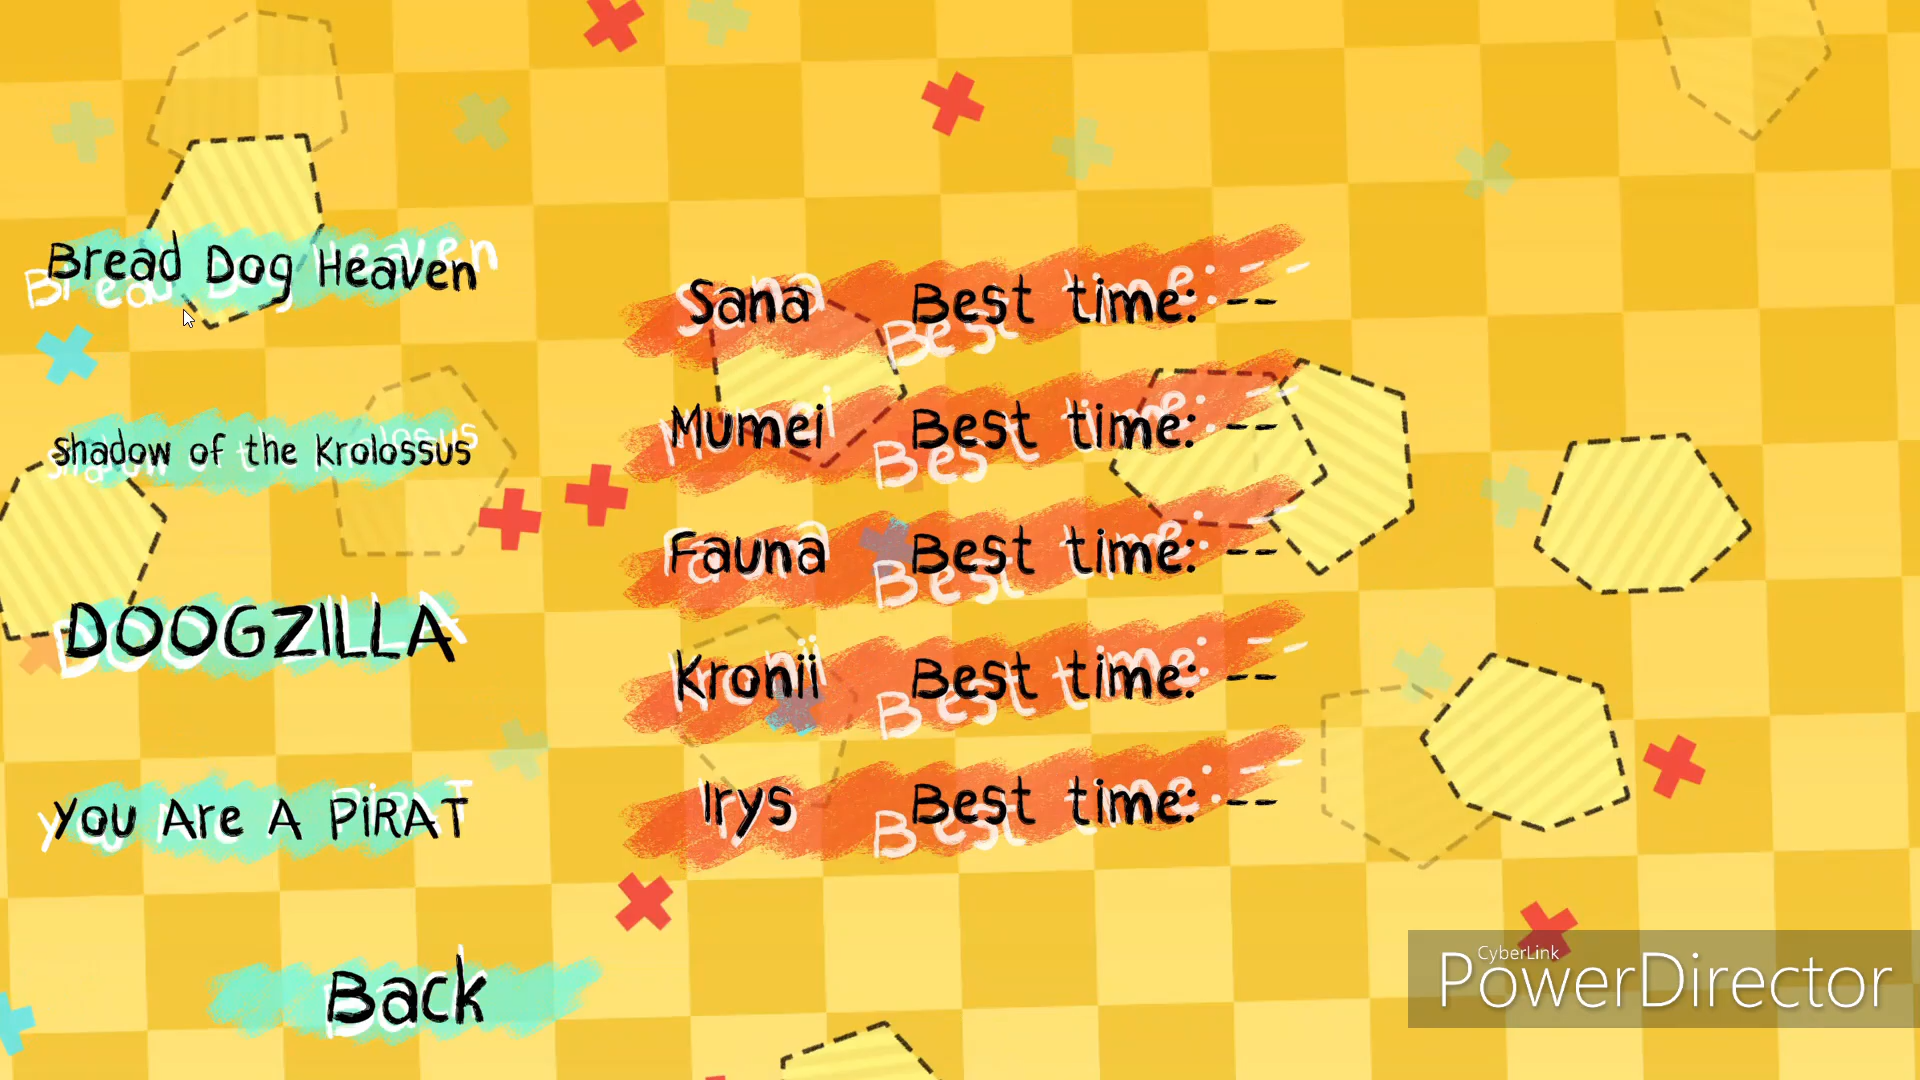 Bread Dog Heaven
Shadow of the Krolossus
DOOGZILLA
You Are A PiRAT
Back
Sana Best time: --
Mumei Best time: --
Fauna Best time: --
Kronii Best time: --
Irys Best time: --
CyberLink
PowerDirector